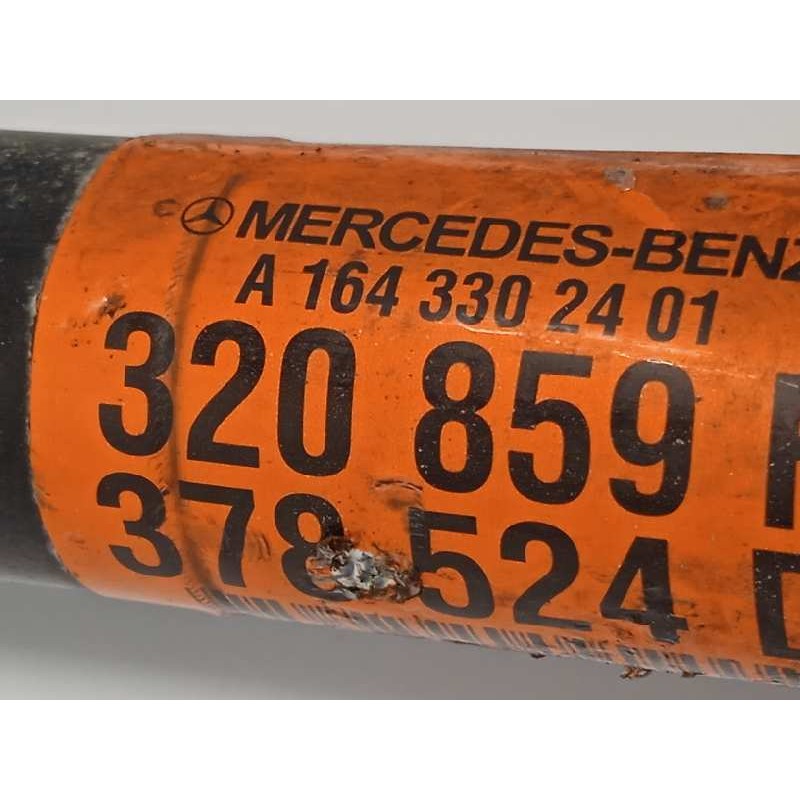 MERCEDES-BENZ
A 164 330 24 01
320 859
378 524